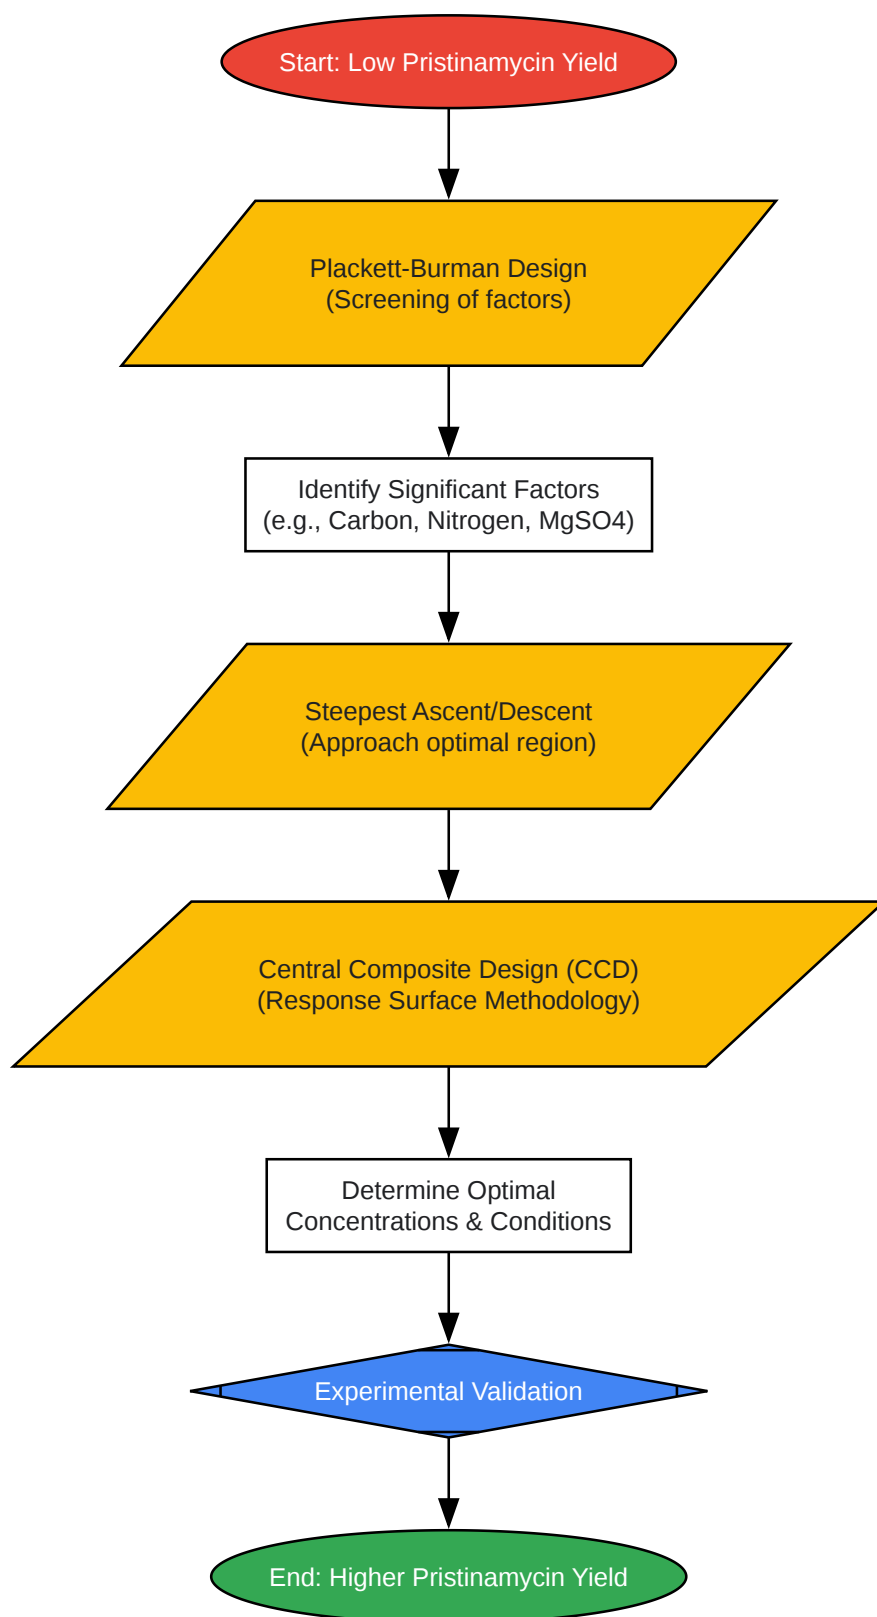 Start: Low Pristinamycin Yield
Plackett-Burman Design
(Screening of factors)
Identify Significant Factors
(e.g., Carbon, Nitrogen, MgSO4)
Steepest Ascent/Descent
(Approach optimal region)
Central Composite Design (CCD)
(Response Surface Methodology)
Determine Optimal
Concentrations & Conditions
Experimental Validation
End: Higher Pristinamycin Yield